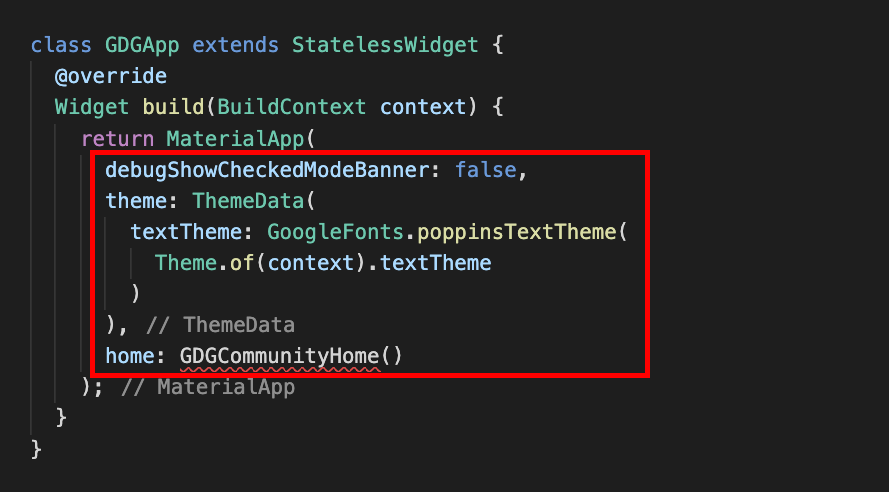 class GDGApp extends StatelessWidget {
@override
Widget build(BuildContext context) {
return MaterialApp(
debugShowCheckedModeBanner: false,
theme: ThemeData(
textTheme: GoogleFonts.poppinsTextTheme(
Theme.of(context).textTheme
)
), // ThemeData
home: GDGCommunityHome()
); // MaterialApp
}
}